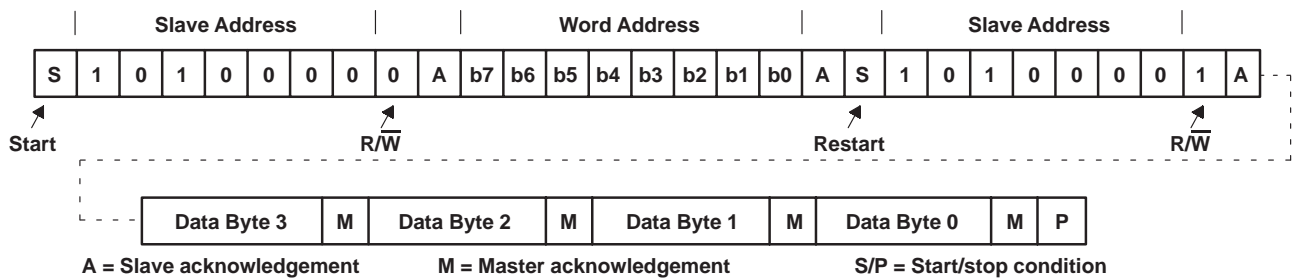 Slave Address Word Address Slave Address
S 1 0 1 0 0 0 0 0 A b7 b6 b5 b4 b3 b2 b1 b0 A S 1 0 1 0 0 0 0 1 A
Start R/W̅ Restart R/W̅
Data Byte 3 M Data Byte 2 M Data Byte 1 M Data Byte 0 M P
A = Slave acknowledgement M = Master acknowledgement S/P = Start/stop condition